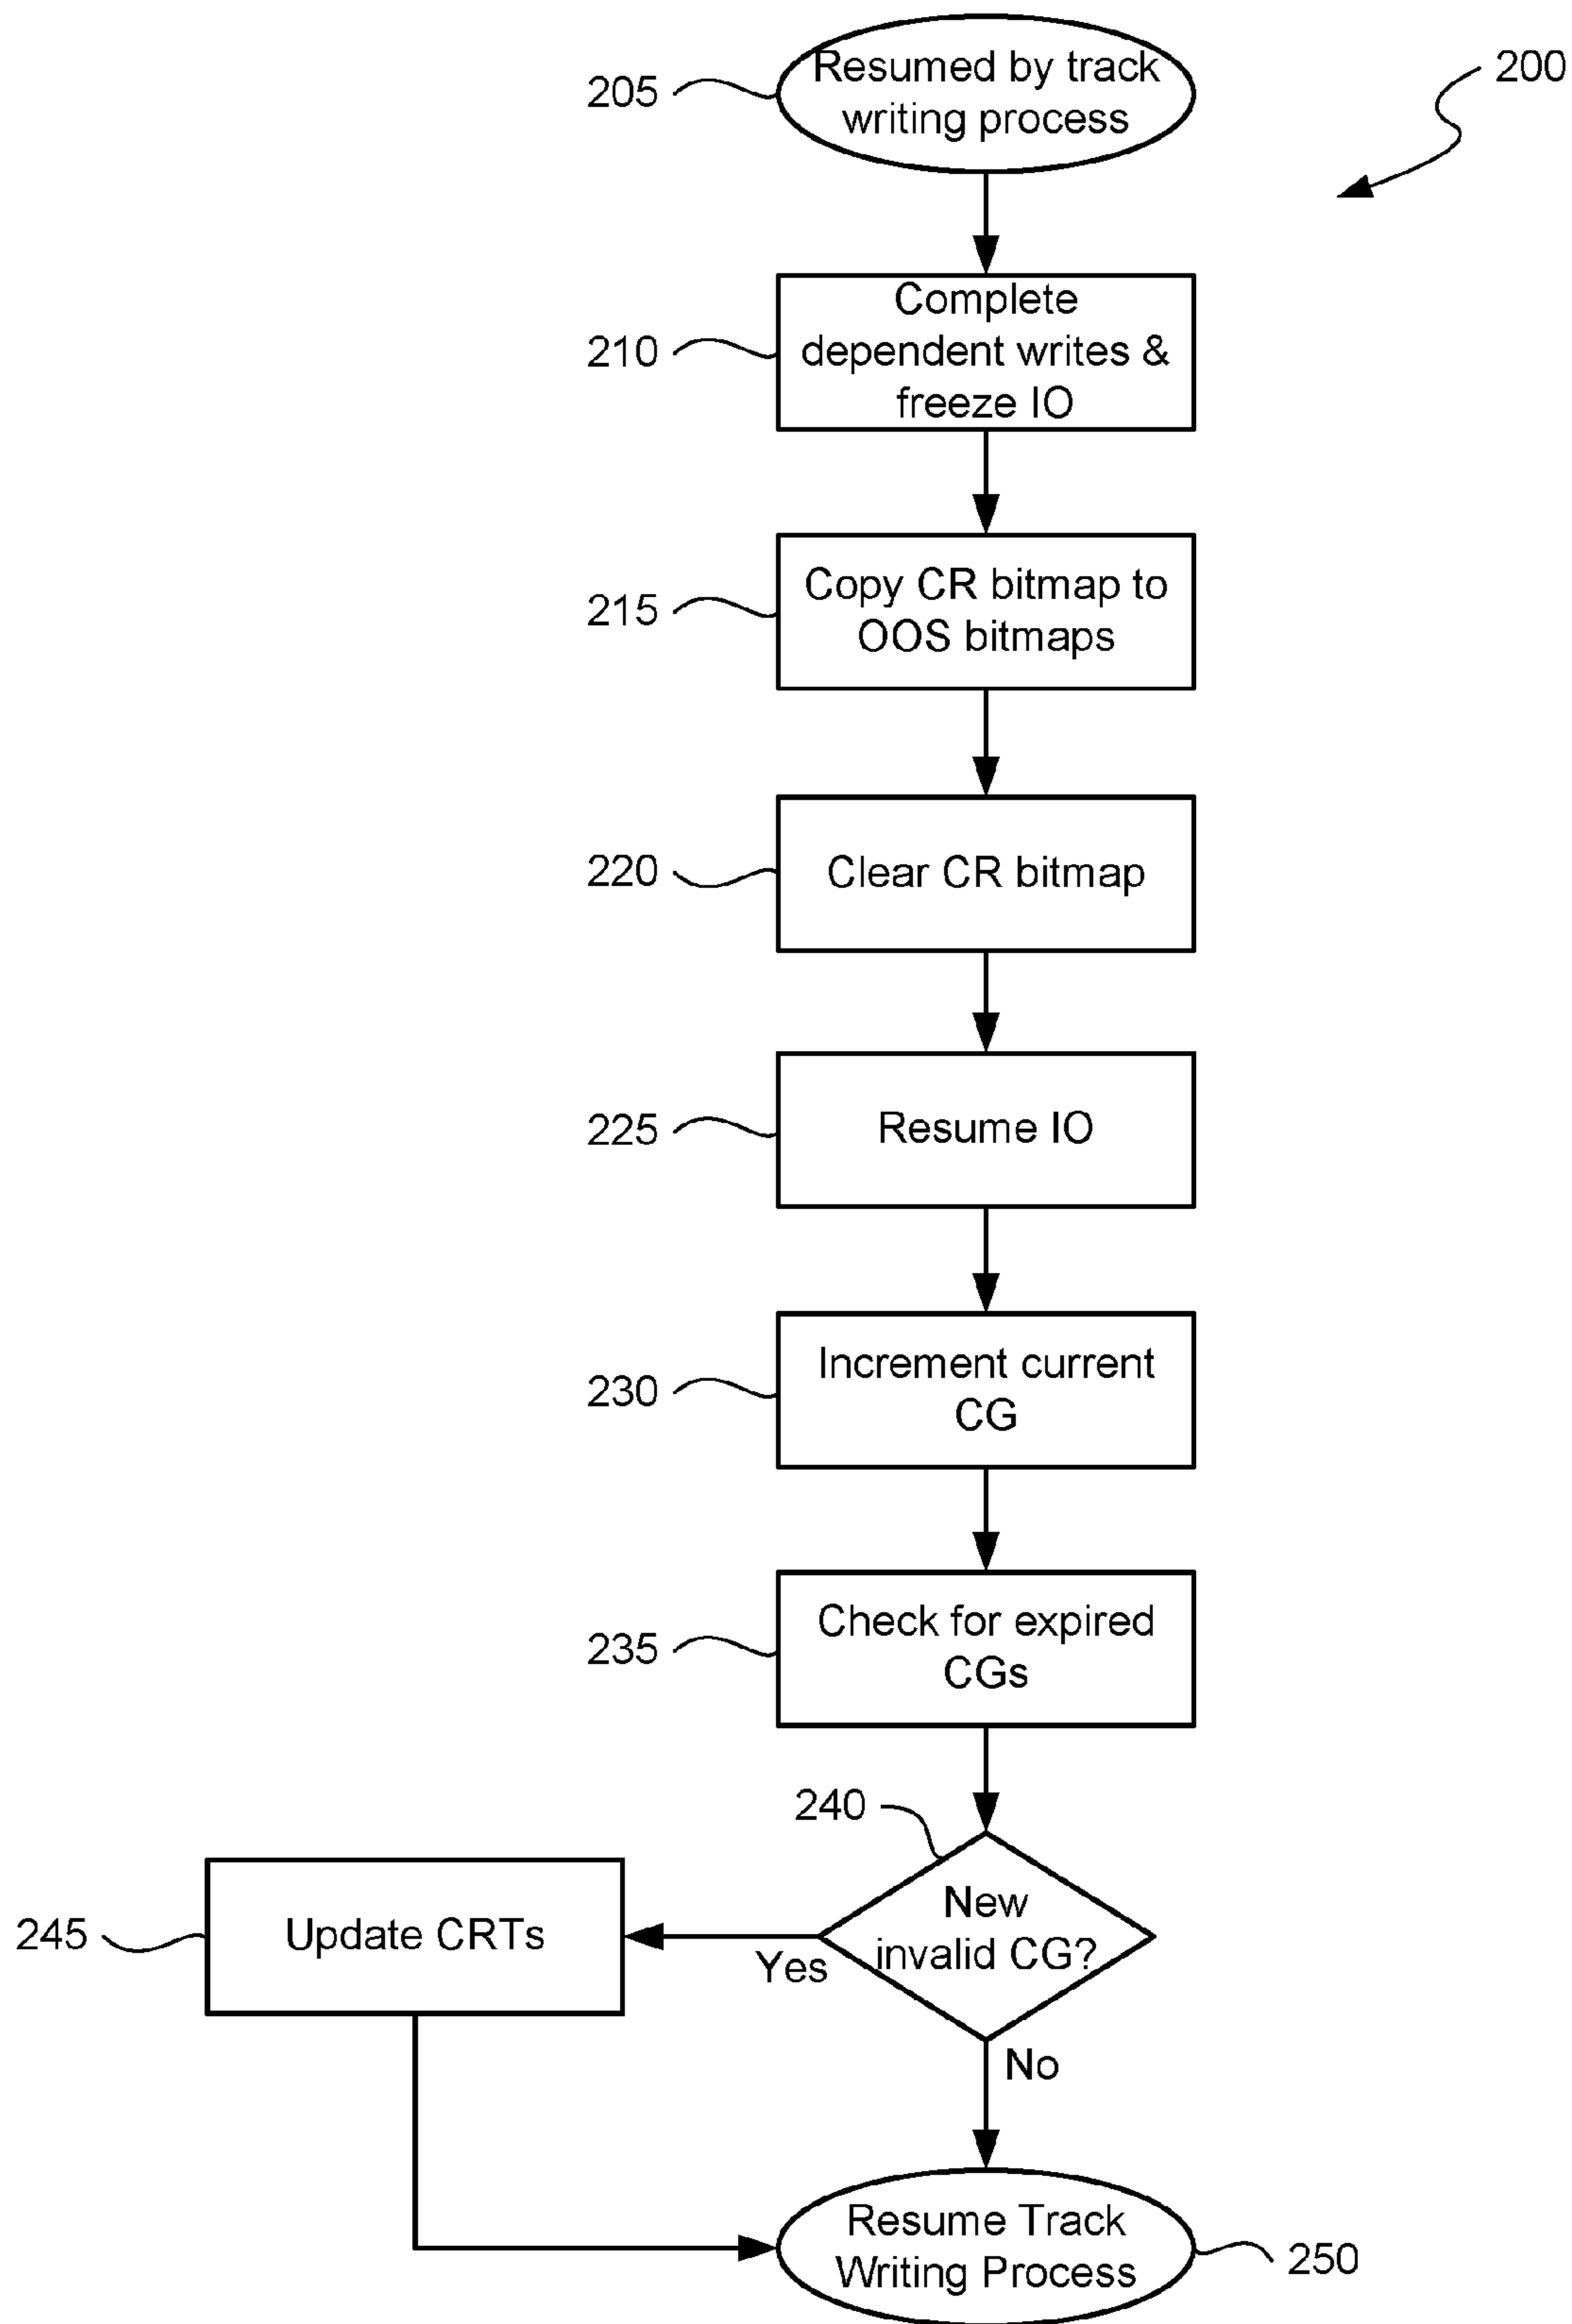 Resumed by track
writing process
205
200
Complete
dependent writes &
freeze IO
210
Copy CR bitmap to
OOS bitmaps
215
Clear CR bitmap
220
Resume IO
225
Increment current
CG
230
Check for expired
CGs
235
240
New
invalid CG?
Yes
No
Update CRTs
245
Resume Track
Writing Process
250